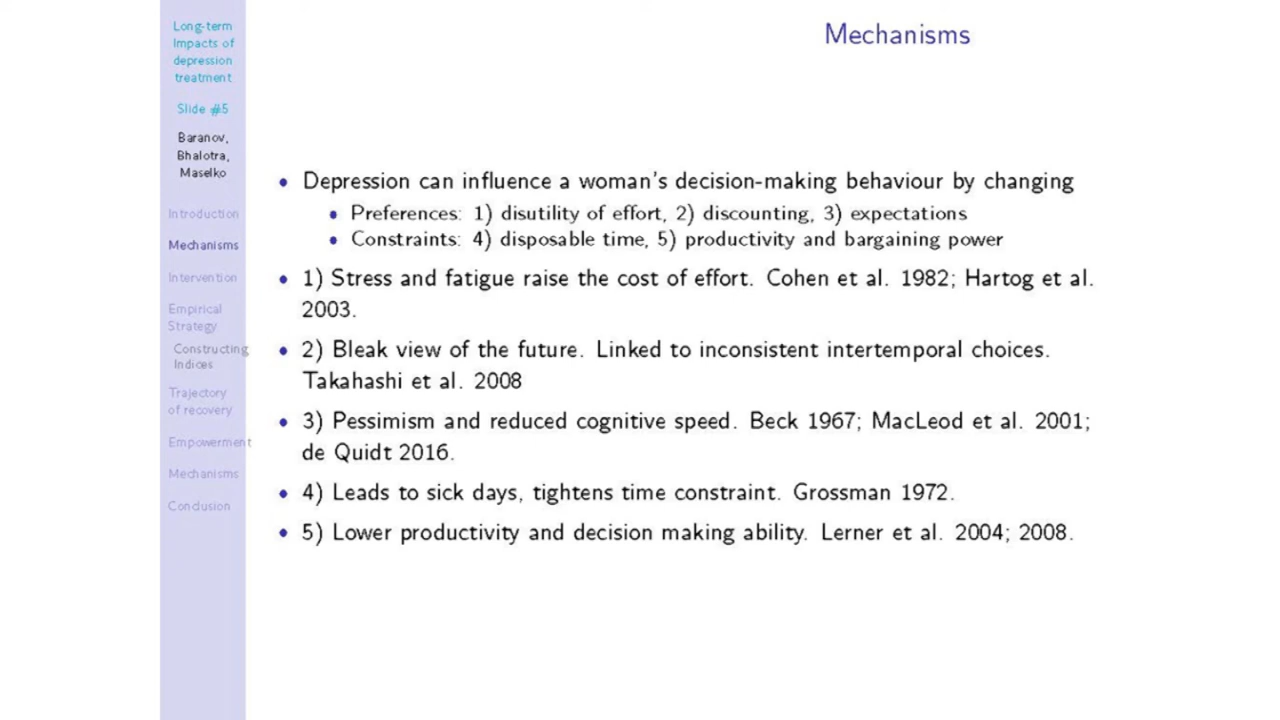 Long-term
Impacts of
depression
treatment
Slide #5
Baranov,
Bhalotra,
Maselko
Introduction
Mechanisms
Intervention
Empirical
Strategy
Constructing
Indices
Trajectory
of recovery
Empowerment
Mechanisms
Conclusion
Mechanisms
• Depression can influence a woman's decision-making behaviour by changing
• Preferences: 1) disutility of effort, 2) discounting, 3) expectations
• Constraints: 4) disposable time, 5) productivity and bargaining power
• 1) Stress and fatigue raise the cost of effort. Cohen et al. 1982; Hartog et al.
2003.
• 2) Bleak view of the future. Linked to inconsistent intertemporal choices.
Takahashi et al. 2008
• 3) Pessimism and reduced cognitive speed. Beck 1967; MacLeod et al. 2001;
de Quidt 2016.
• 4) Leads to sick days, tightens time constraint. Grossman 1972.
• 5) Lower productivity and decision making ability. Lerner et al. 2004; 2008.